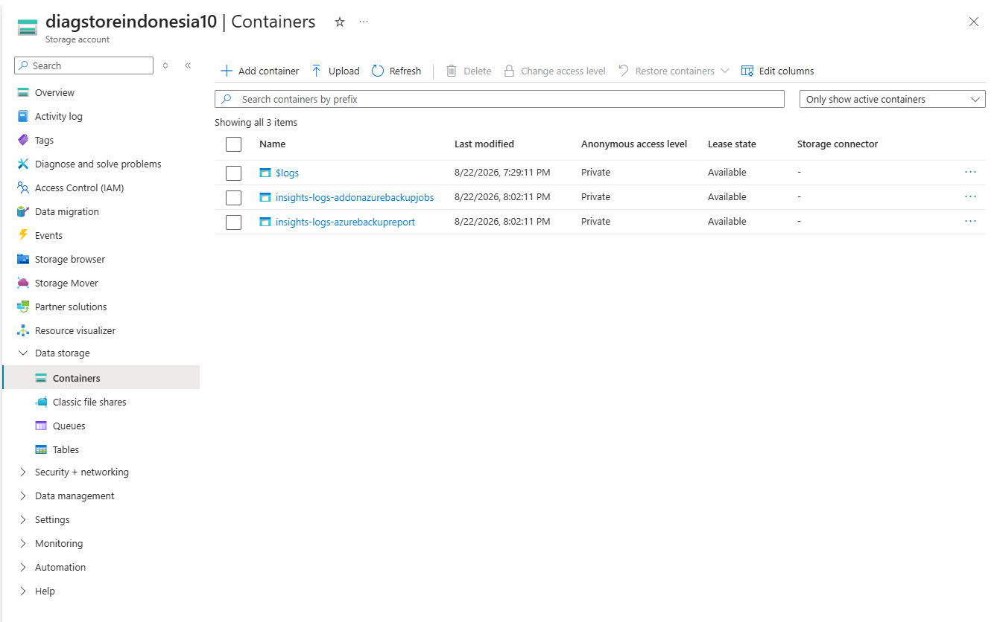 diagstoreindonesia10 | Containers ☆ ···
Storage account
Search
Overview
Activity log
Tags
Diagnose and solve problems
Access Control (IAM)
Data migration
Events
Storage browser
Storage Mover
Partner solutions
Resource visualizer
Data storage
Containers
Classic file shares
Queues
Tables
Security + networking
Data management
Settings
Monitoring
Automation
Help
Add container Upload Refresh Delete Change access level Restore containers Edit columns
Search containers by prefix Only show active containers
Showing all 3 items
Name Last modified Anonymous access level Lease state Storage connector
$logs 8/22/2026, 7:29:11 PM Private Available - ···
insights-logs-addonazurebackupjobs 8/22/2026, 8:02:11 PM Private Available - ···
insights-logs-azurebackupreport 8/22/2026, 8:02:11 PM Private Available - ···